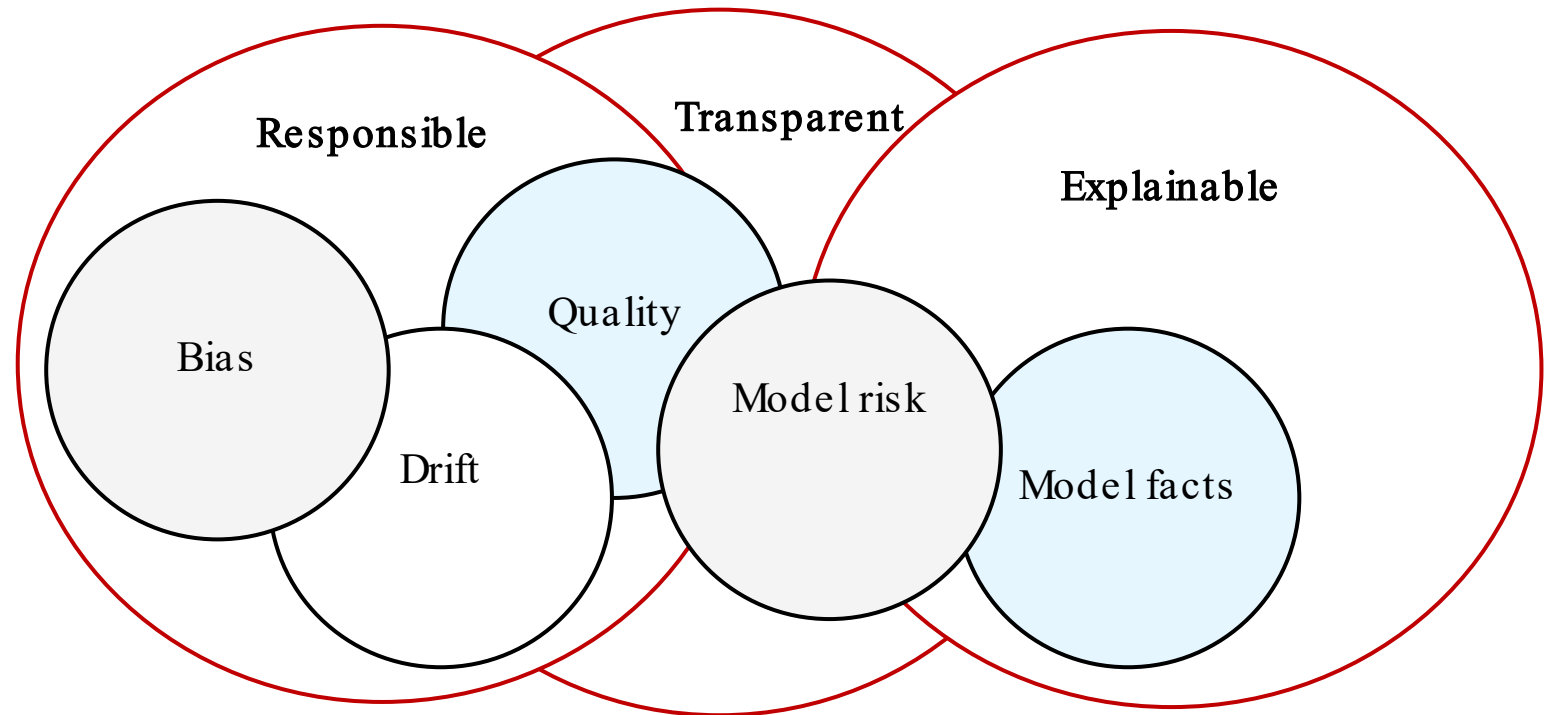 Responsible
Transparent
Explainable
Bias
Quality
Drift
Model risk
Model facts